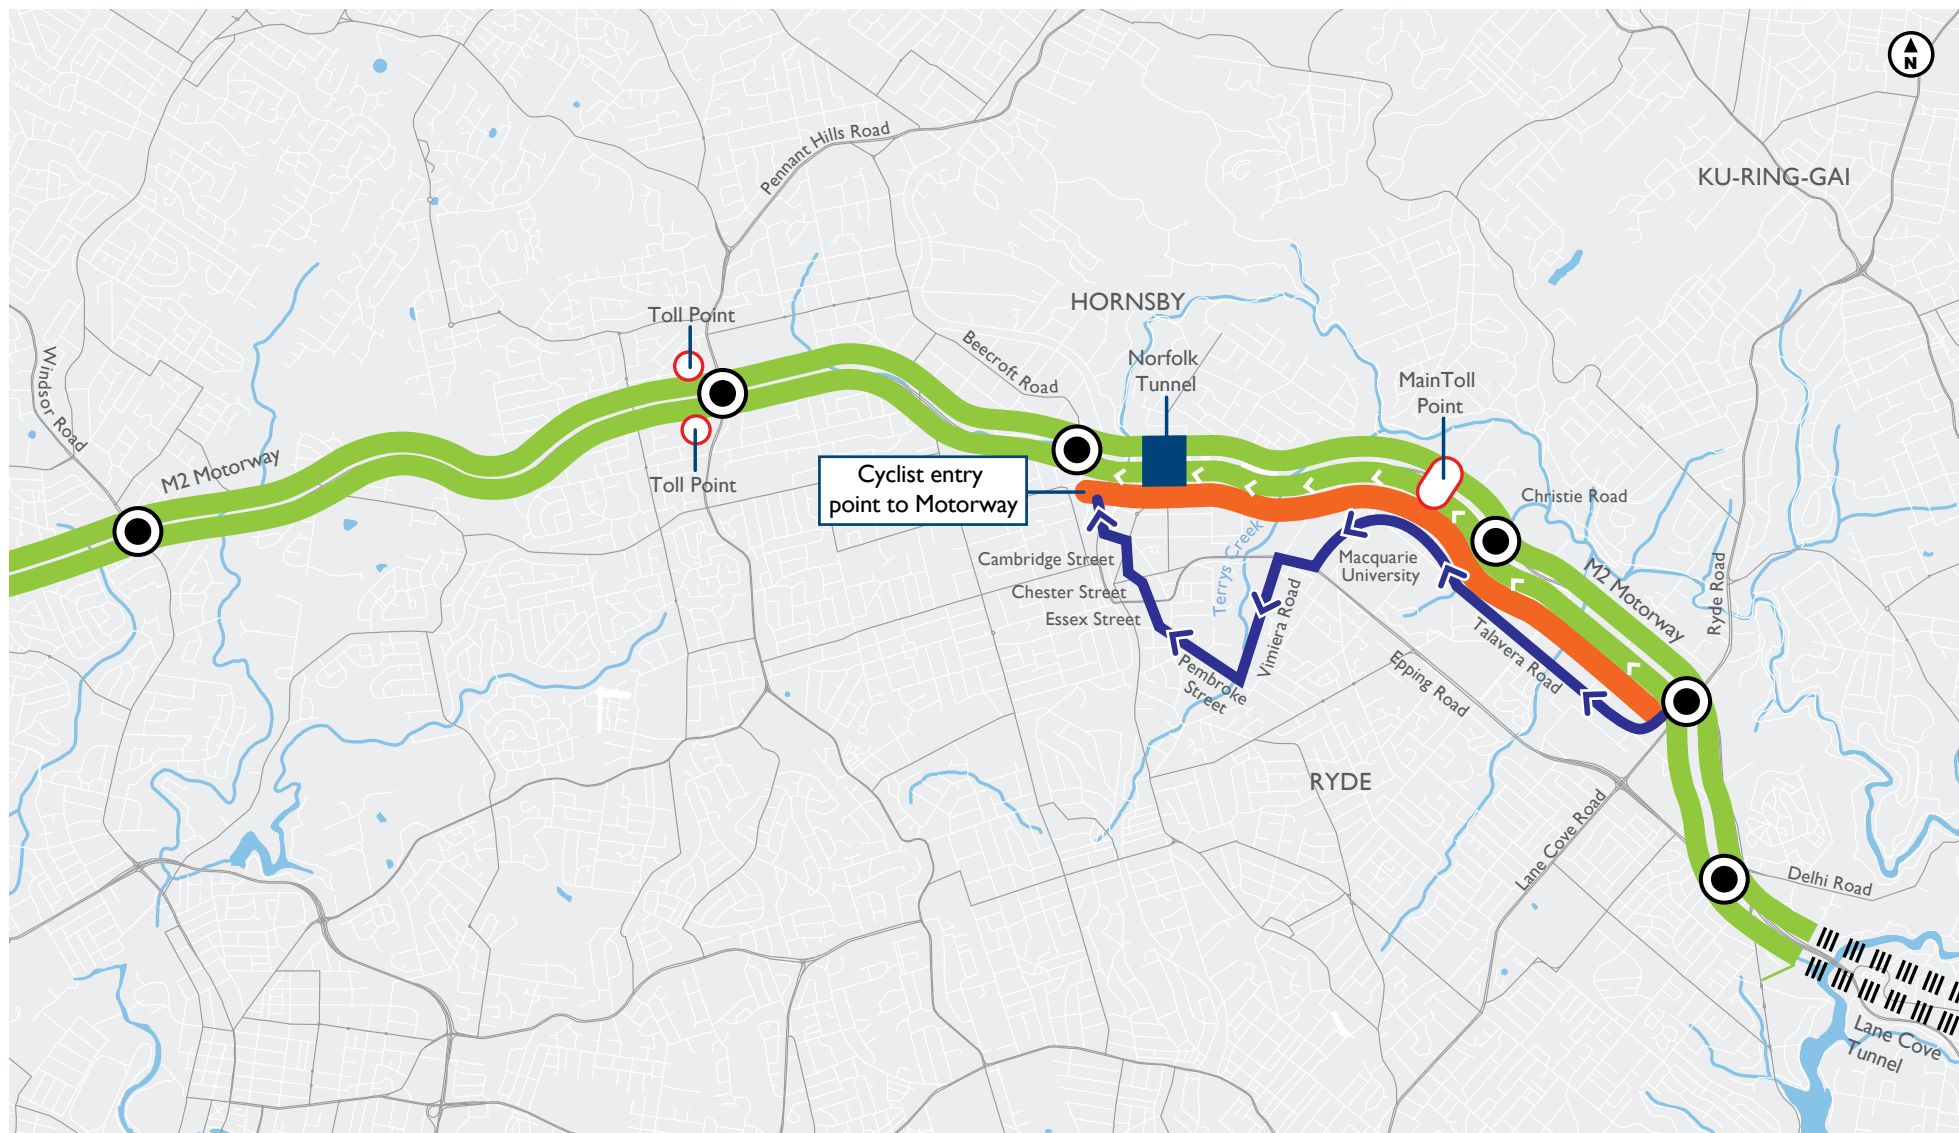 N
KU-RING-GAI
Pennant Hills Road
HORNSBY
Toll Point
Windsor Road
Beecroft Road
Norfolk
Tunnel
MainToll
Point
M2 Motorway
Toll Point
Cyclist entry
point to Motorway
Christie Road
Cambridge Street
Chester Street
Essex Street
Terrys Creek
Macquarie
University
M2 Motorway
Ryde Road
Vimiera Road
Talavera Road
Pembroke
Street
Epping Road
RYDE
Lane Cove Road
Delhi Road
Lane Cove
Tunnel